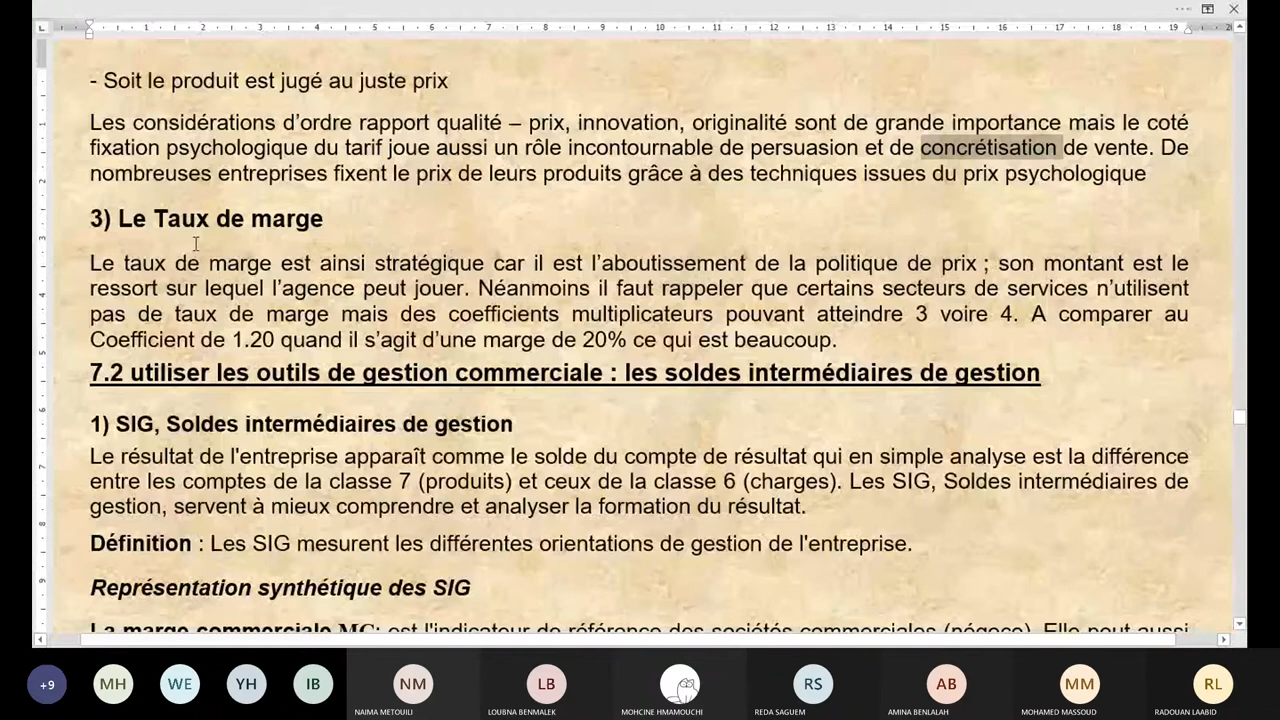 - Soit le produit est jugé au juste prix
Les considérations d’ordre rapport qualité – prix, innovation, originalité sont de grande importance mais le coté
fixation psychologique du tarif joue aussi un rôle incontournable de persuasion et de concrétisation de vente. De
nombreuses entreprises fixent le prix de leurs produits grâce à des techniques issues du prix psychologique
3) Le Taux de marge
Le taux de marge est ainsi stratégique car il est l’aboutissement de la politique de prix ; son montant est le
ressort sur lequel l’agence peut jouer. Néanmoins il faut rappeler que certains secteurs de services n’utilisent
pas de taux de marge mais des coefficients multiplicateurs pouvant atteindre 3 voire 4. A comparer au
Coefficient de 1.20 quand il s’agit d’une marge de 20% ce qui est beaucoup.
7.2 utiliser les outils de gestion commerciale : les soldes intermédiaires de gestion
1) SIG, Soldes intermédiaires de gestion
Le résultat de l'entreprise apparaît comme le solde du compte de résultat qui en simple analyse est la différence
entre les comptes de la classe 7 (produits) et ceux de la classe 6 (charges). Les SIG, Soldes intermédiaires de
gestion, servent à mieux comprendre et analyser la formation du résultat.
Définition : Les SIG mesurent les différentes orientations de gestion de l'entreprise.
Représentation synthétique des SIG
La marge commerciale MC: est l'indicateur de référence des sociétés commerciales (négoce). Elle peut aussi
+9 MH WE YH IB NM LB RS AB MM RL
NAIMA METOUILI LOUBNA BENMALEK MOHCINE HMAMOUCHI REDA SAGUEM AMINA BENLALAH MOHAMED MASSOUD RADOUAN LAABID